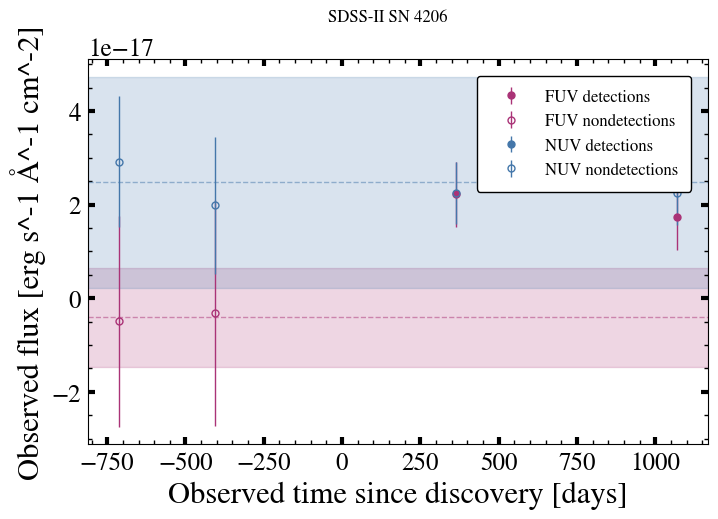 SDSS-II SN 4206
1e−17
FUV detections
FUV nondetections
NUV detections
NUV nondetections
4
2
0
−2
Observed flux [erg s^-1 Å^-1 cm^-2]
−750 −500 −250 0 250 500 750 1000
Observed time since discovery [days]